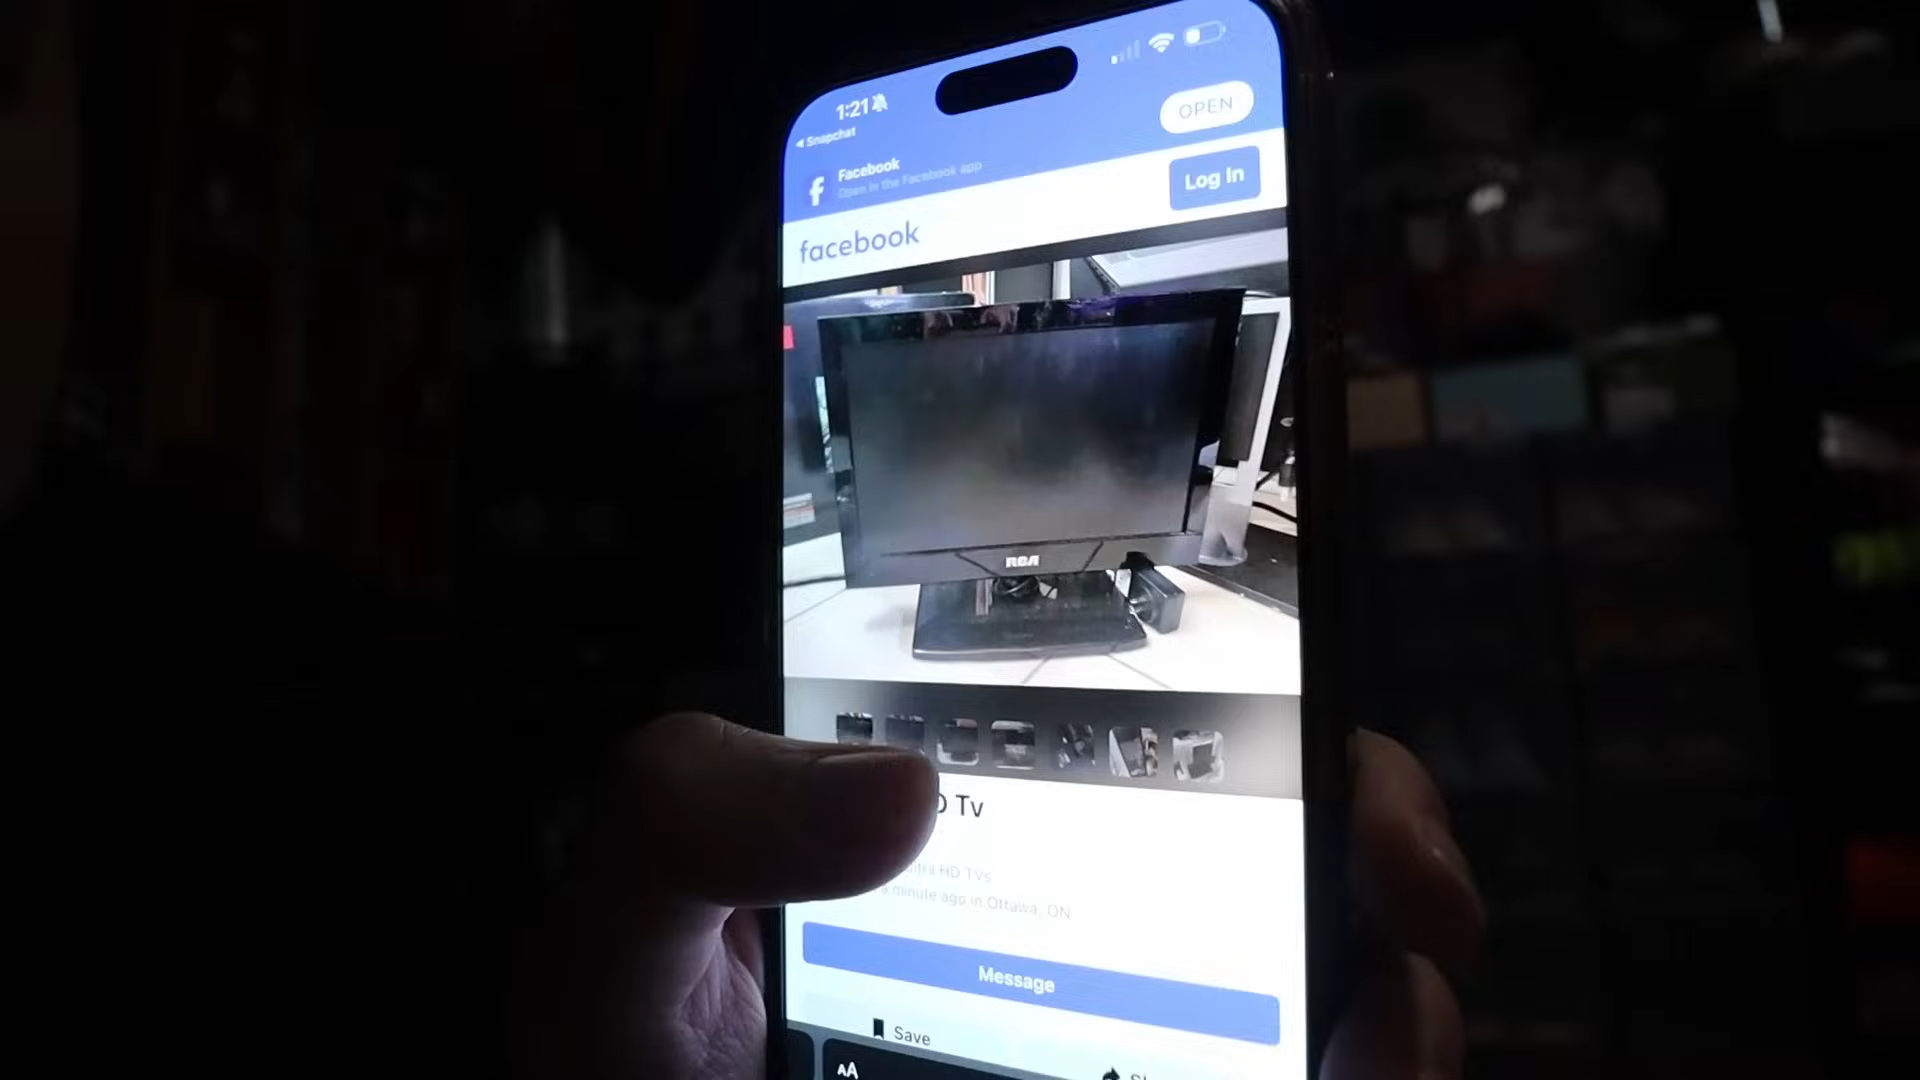 1:21
OPEN
Snapchat
Facebook
Open in the Facebook app
Log In
facebook
RCA
Tv
HD TVs
a minute ago in Ottawa, ON
Message
Save
AA